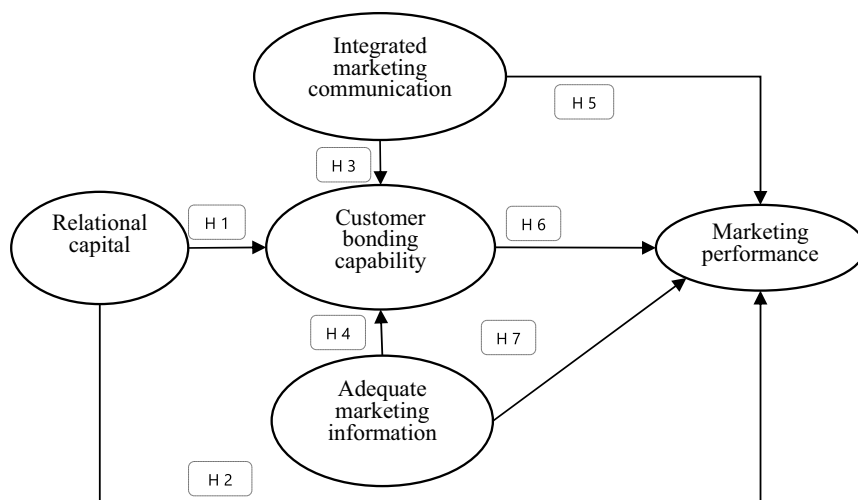 Integrated
marketing
communication
H 5
H 3
Relational
capital
H 1
Customer
bonding
capability
H 6
Marketing
performance
H 4
H 7
Adequate
marketing
information
H 2